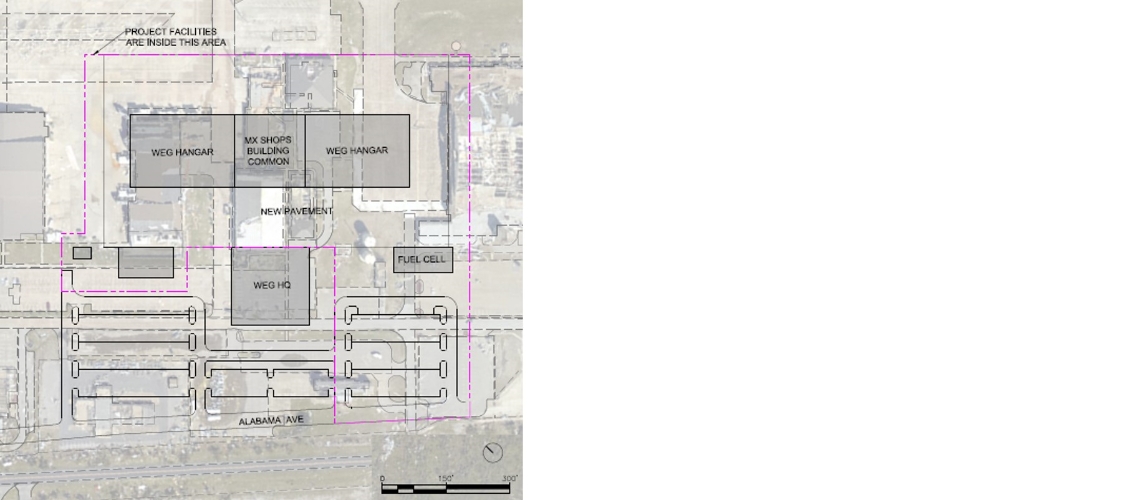 PROJECT FACILITIES
ARE INSIDE THIS AREA
WEG HANGAR
MX SHOPS
BUILDING
COMMON
WEG HANGAR
NEW PAVEMENT
FUEL CELL
WEG HQ
ALABAMA AVE
0 150' 300'